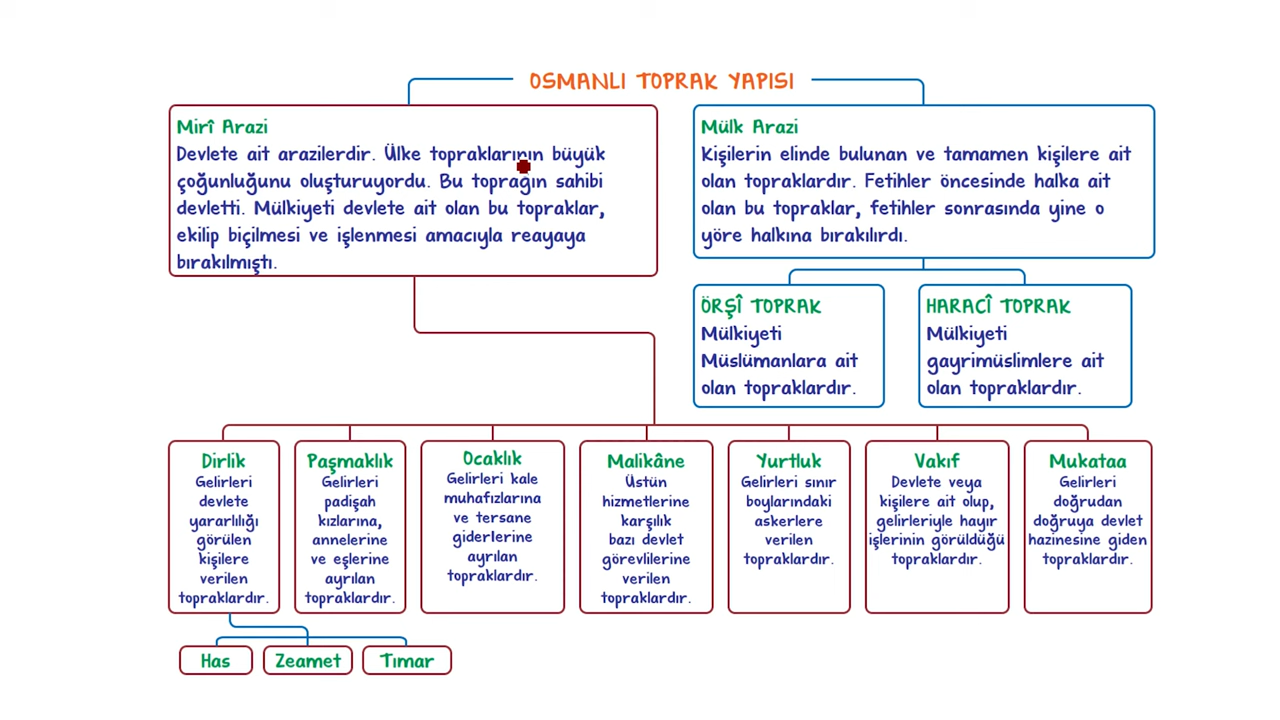 OSMANLI TOPRAK YAPISI
Mirî Arazi
Devlete ait arazilerdir. Ülke topraklarının büyük
çoğunluğunu oluşturuyordu. Bu toprağın sahibi
devletti. Mülkiyeti devlete ait olan bu topraklar,
ekilip biçilmesi ve işlenmesi amacıyla reayaya
bırakılmıştı.
Mülk Arazi
Kişilerin elinde bulunan ve tamamen kişilere ait
olan topraklardır. Fetihler öncesinde halka ait
olan bu topraklar, fetihler sonrasında yine o
yöre halkına bırakılırdı.
ÖRŞÎ TOPRAK
Mülkiyeti
Müslümanlara ait
olan topraklardır.
HARACÎ TOPRAK
Mülkiyeti
gayrimüslimlere ait
olan topraklardır.
Dirlik
Gelirleri
devlete
yararlılığı
görülen
kişilere
verilen
topraklardır.
Paşmaklık
Gelirleri
padişah
kızlarına,
annelerine
ve eşlerine
ayrılan
topraklardır.
Ocaklık
Gelirleri kale
muhafızlarına
ve tersane
giderlerine
ayrılan
topraklardır.
Malikâne
Üstün
hizmetlerine
karşılık
bazı devlet
görevlilerine
verilen
topraklardır.
Yurtluk
Gelirleri sınır
boylarındaki
askerlere
verilen
topraklardır.
Vakıf
Devlete veya
kişilere ait olup,
gelirleriyle hayır
işlerinin görüldüğü
topraklardır.
Mukataa
Gelirleri
doğrudan
doğruya devlet
hazinesine giden
topraklardır.
Has
Zeamet
Tımar